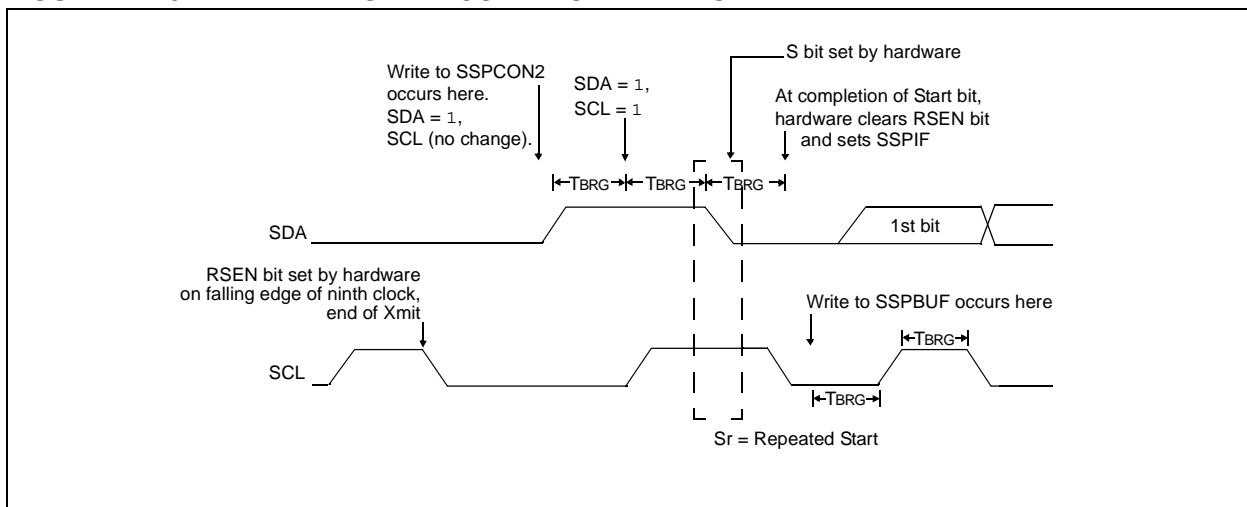 S bit set by hardware
Write to SSPCON2
occurs here.
SDA = 1,
SCL (no change).
SDA = 1,
SCL = 1
At completion of Start bit,
hardware clears RSEN bit
and sets SSPIF
TBRG
TBRG
TBRG
SDA
1st bit
RSEN bit set by hardware
on falling edge of ninth clock,
end of Xmit
Write to SSPBUF occurs here
TBRG
SCL
TBRG
Sr = Repeated Start